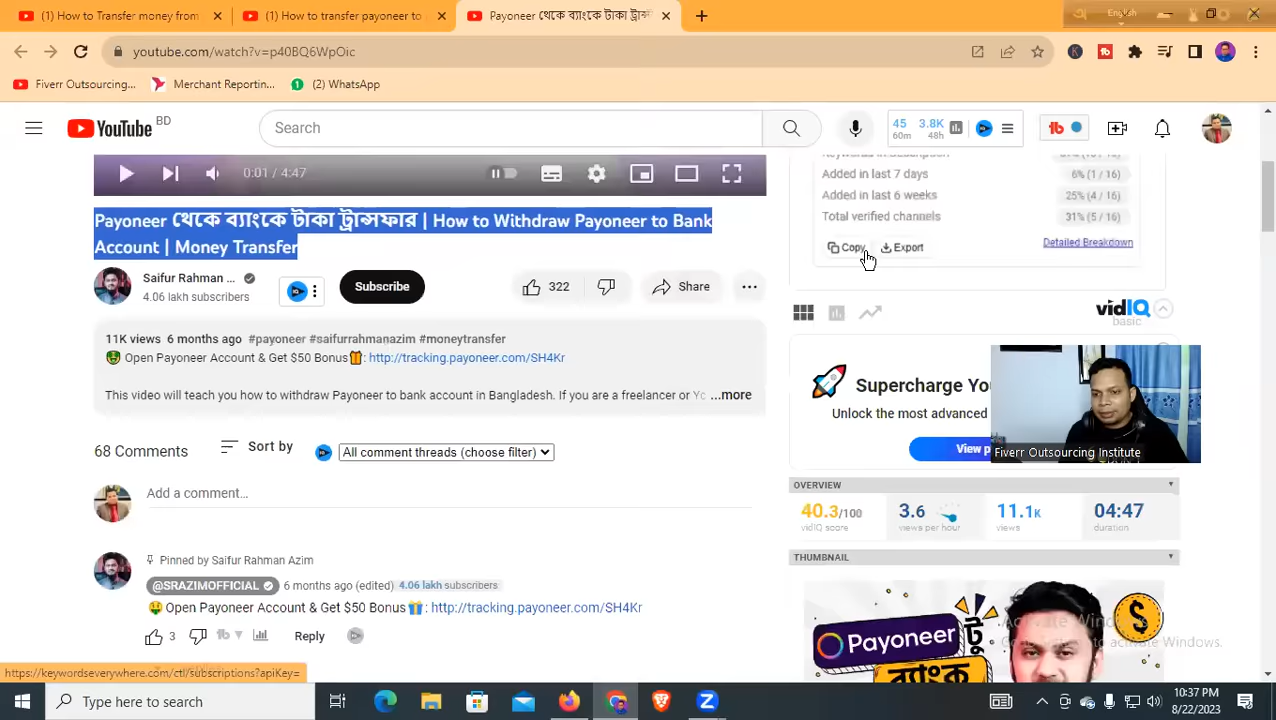 (1) How to Transfer money from
(1) How to transfer payoneer to
Payoneer থেকে ব্যাংকে টাকা ট্রান্স
English
youtube.com/watch?v=p40BQ6WpOic
Fiverr Outsourcing...
Merchant Reportin...
(2) WhatsApp
YouTube BD
Search
45 60m
3.8K 48h
0:01 / 4:47
Payoneer থেকে ব্যাংকে টাকা ট্রান্সফার | How to Withdraw Payoneer to Bank
Account | Money Transfer
Saifur Rahman ...
4.06 lakh subscribers
Subscribe
322
Share
11K views 6 months ago #payoneer #saifurrahmanazim #moneytransfer
Open Payoneer Account & Get $50 Bonus: http://tracking.payoneer.com/SH4Kr
This video will teach you how to withdraw Payoneer to bank account in Bangladesh. If you are a freelancer or Yo ...more
68 Comments
Sort by
All comment threads (choose filter)
Add a comment...
Pinned by Saifur Rahman Azim
@SRAZIMOFFICIAL 6 months ago (edited) 4.06 lakh subscribers
Open Payoneer Account & Get $50 Bonus: http://tracking.payoneer.com/SH4Kr
3
Reply
Added in last 7 days 6% (1 / 16)
Added in last 6 weeks 25% (4 / 16)
Total verified channels 31% (5 / 16)
Copy Export Detailed Breakdown
vidIQ
basic
Supercharge Yo
Unlock the most advanced
View p
Fiverr Outsourcing Institute
OVERVIEW
40.3/100 vidIQ score
3.6 views per hour
11.1K views
04:47 duration
THUMBNAIL
Payoneer টু
ব্যাংক
Activate Windows
https://keywordseverywhere.com/ctl/subscriptions?apiKey=
Type here to search
10:37 PM
8/22/2023